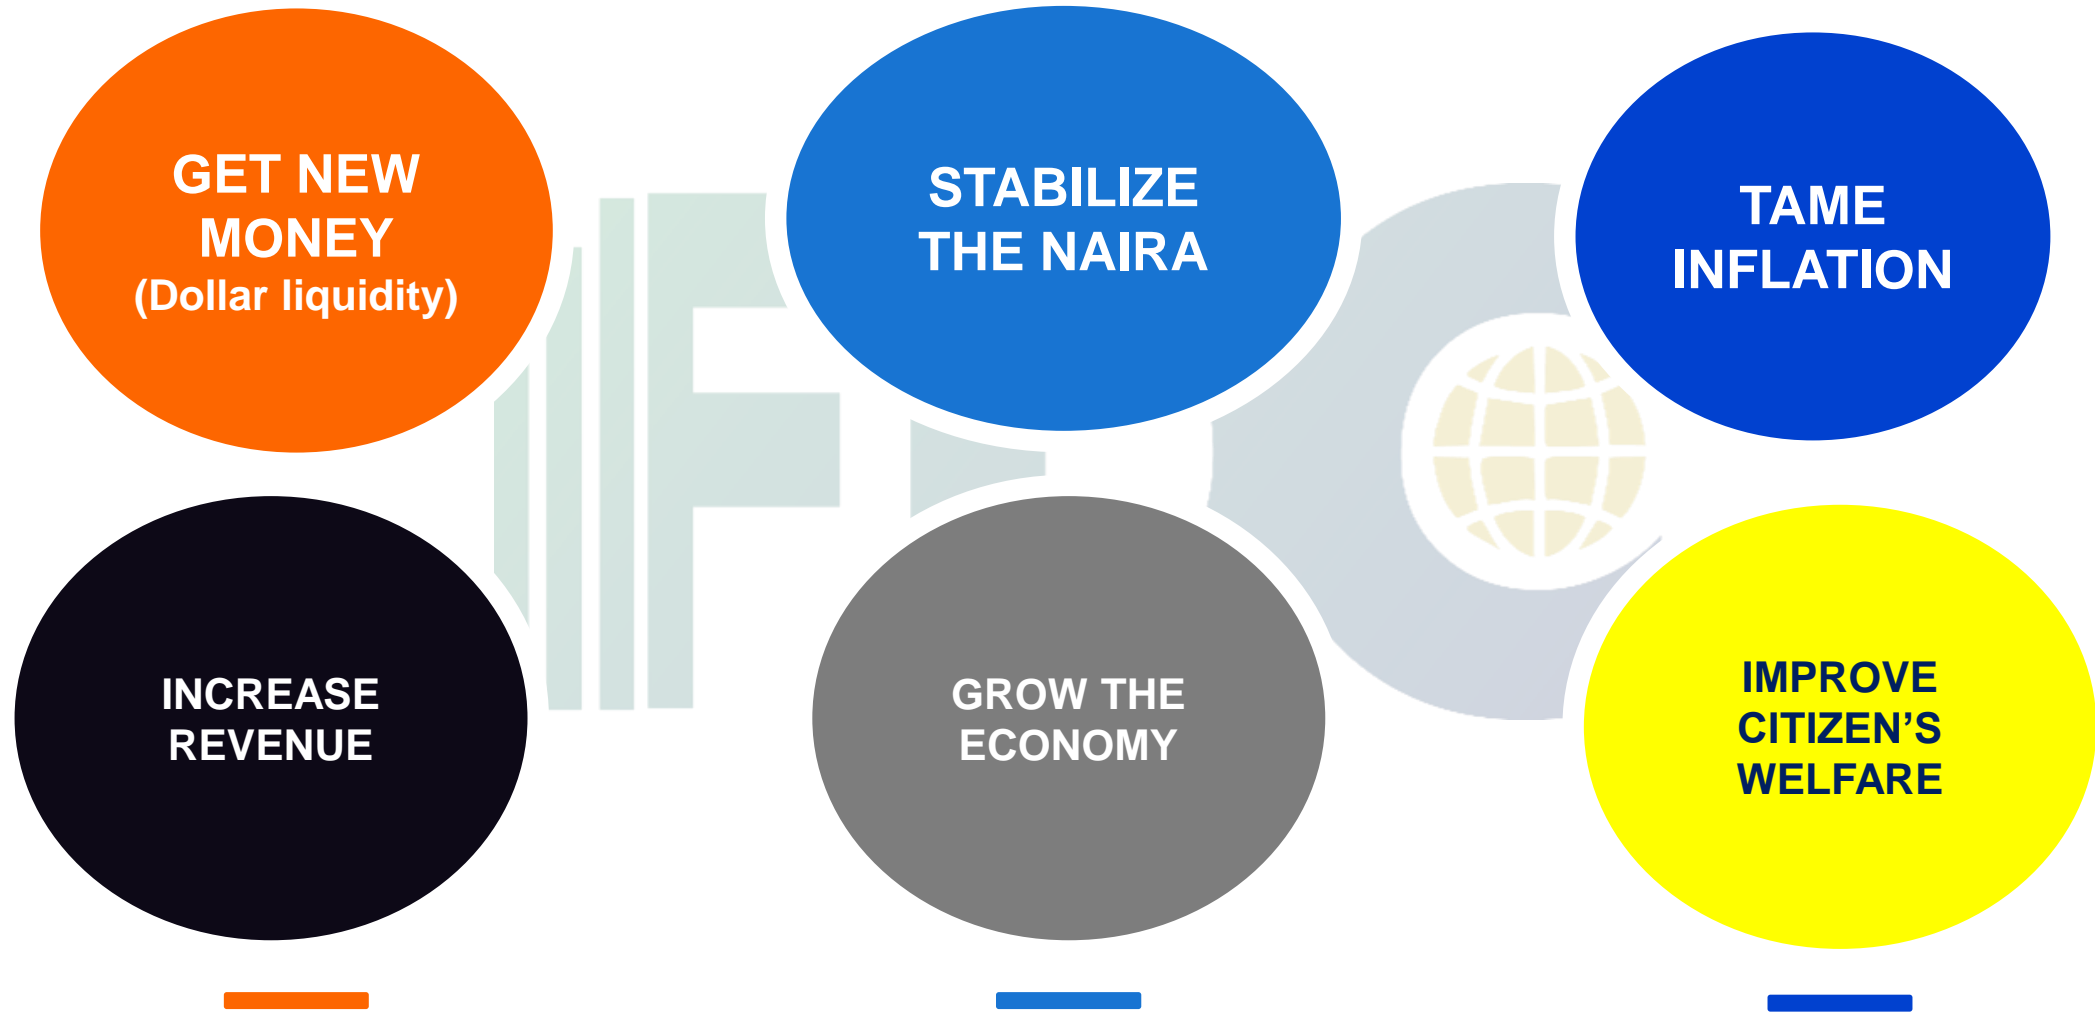 GET NEW
MONEY
(Dollar liquidity)
STABILIZE
THE NAIRA
TAME
INFLATION
INCREASE
REVENUE
GROW THE
ECONOMY
IMPROVE
CITIZEN’S
WELFARE